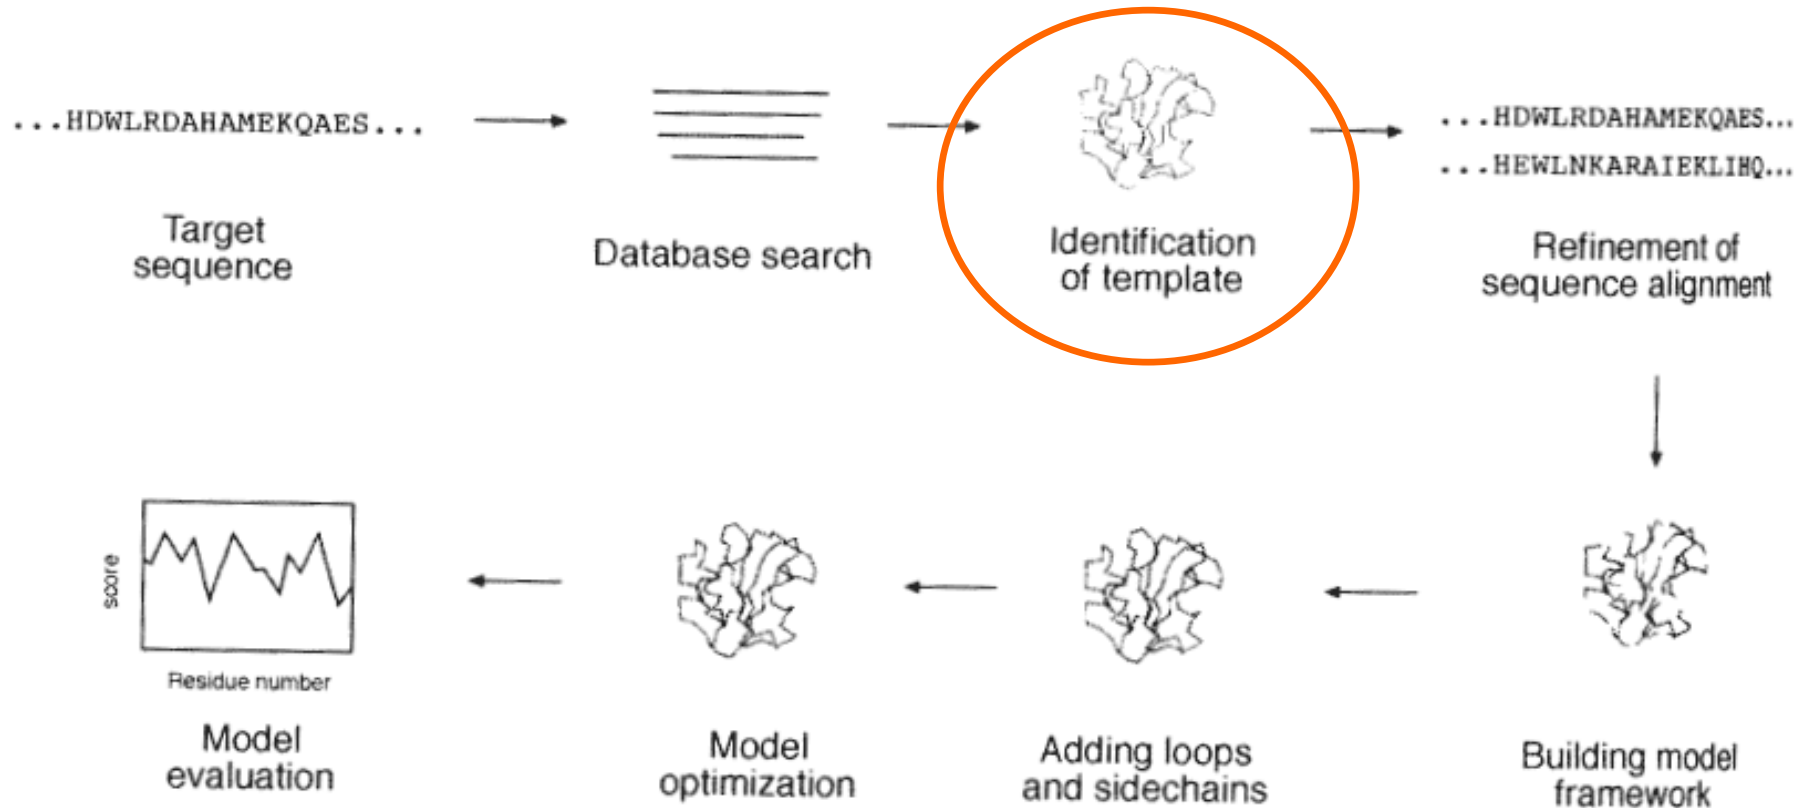 ...HDWLRDAHAMEKQAES...
Target
sequence
Database search
Identification
of template
...HDWLRDAHAMEKQAES...
...HEWLNKARAIEKLIHQ...
Refinement of
sequence alignment
score
Residue number
Model
evaluation
Model
optimization
Adding loops
and sidechains
Building model
framework